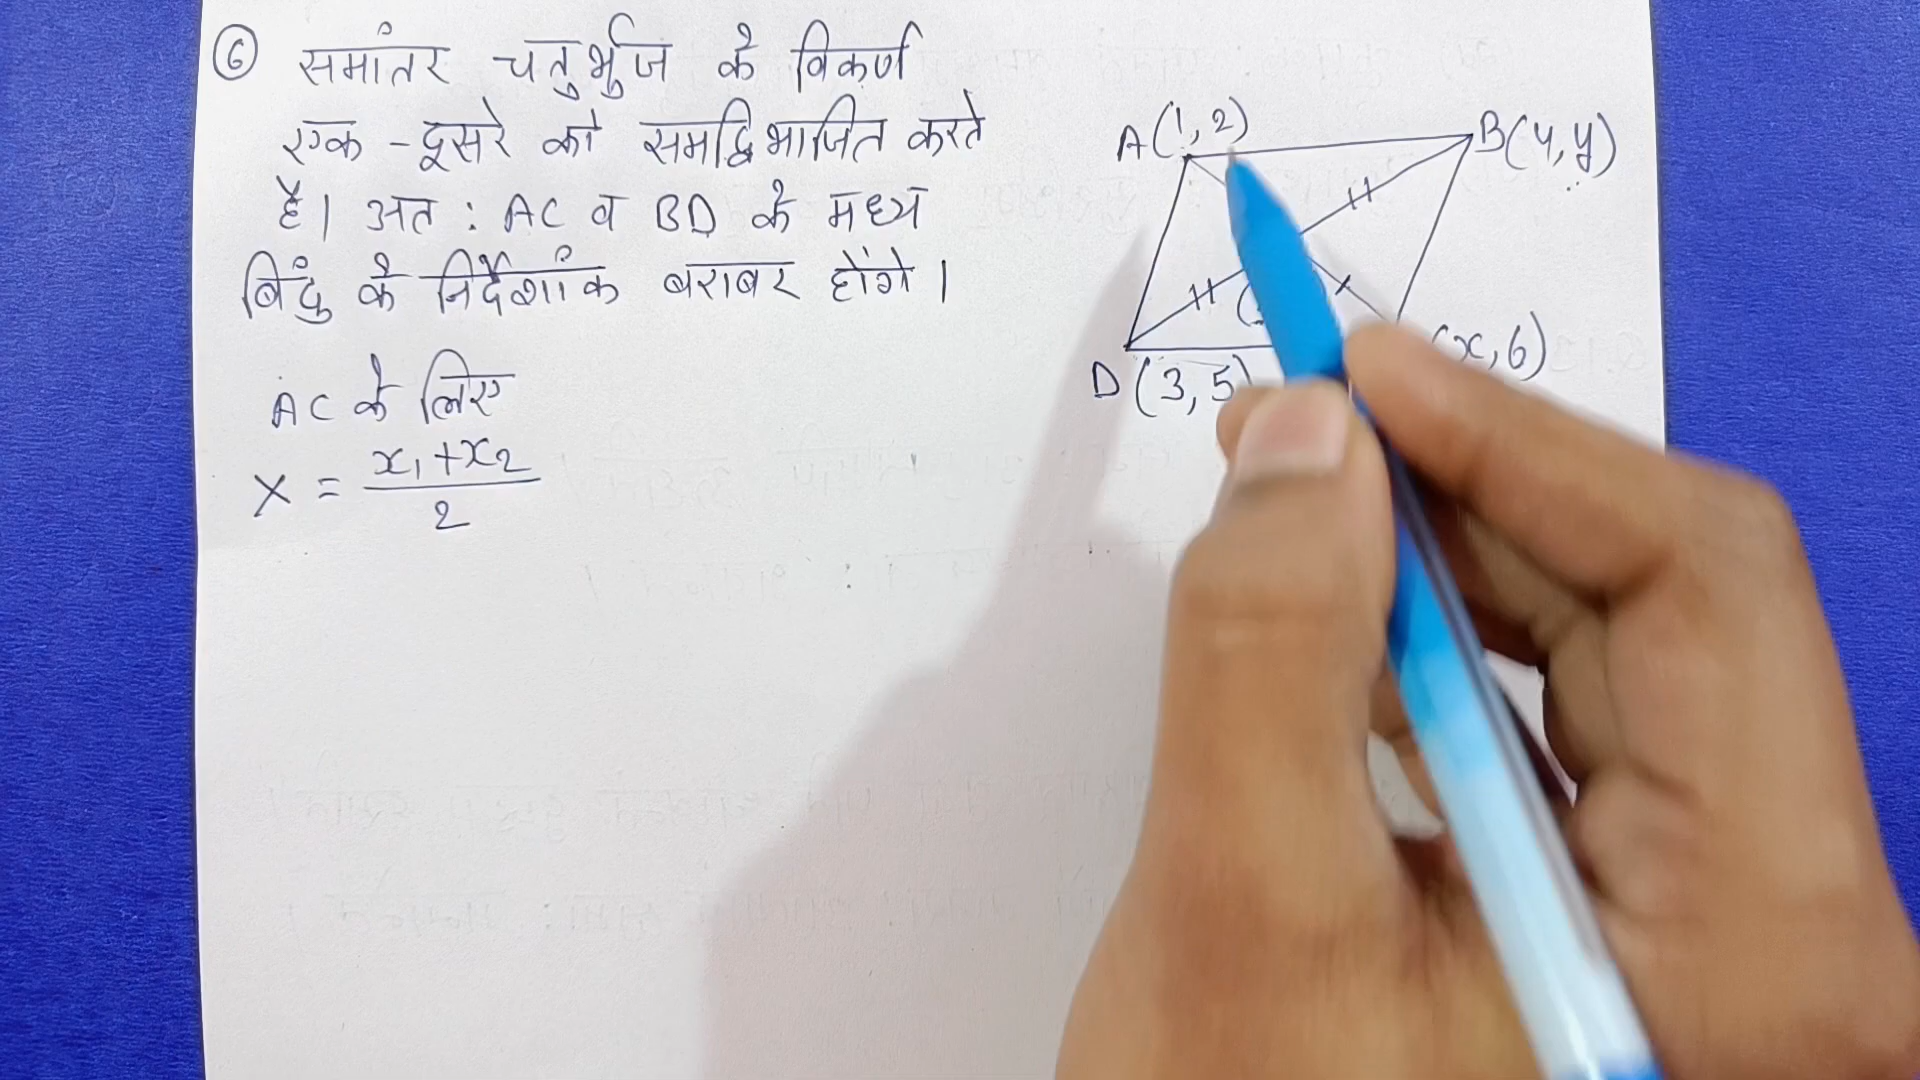 6 समांतर चतुर्भुज के विकर्ण
एक-दूसरे को समद्विभाजित करते
है। अत: AC व BD के मध्य
बिंदु के निर्देशांक बराबर होंगे।
AC के लिए
X = x₁+x₂ / 2
A(1,2)
B(4,y)
D(3,5)
(x,6)